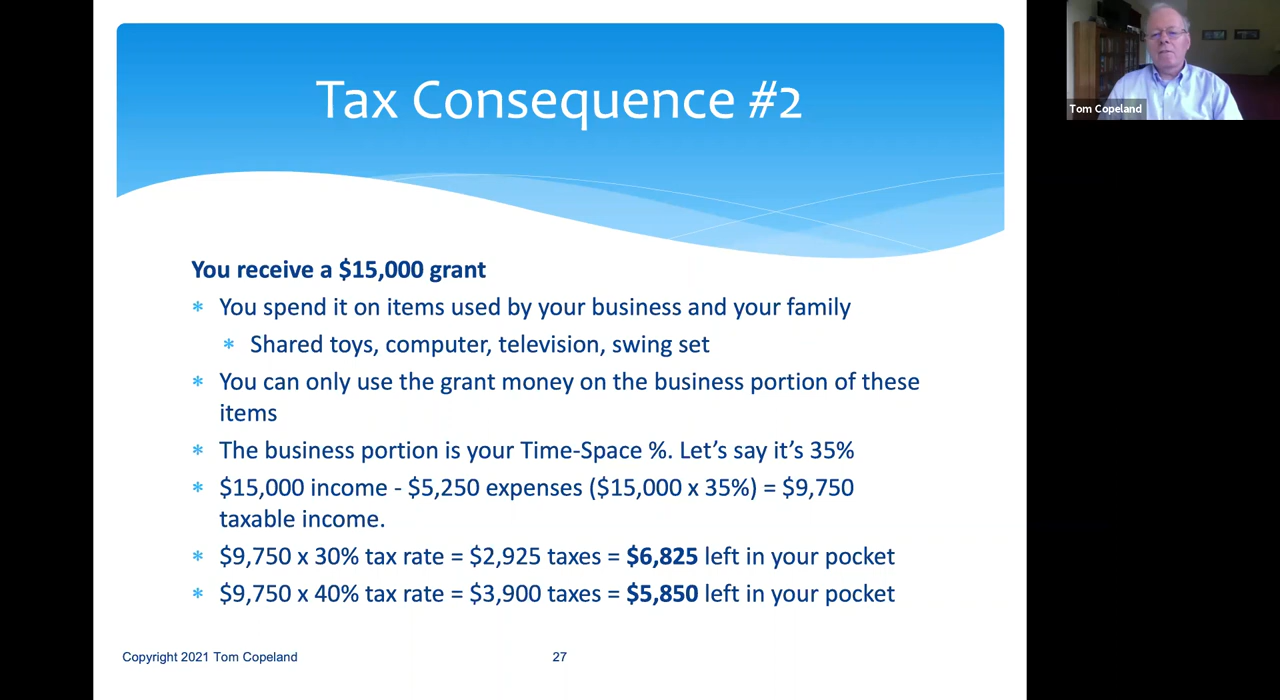 Tax Consequence #2
Tom Copeland
You receive a $15,000 grant
* You spend it on items used by your business and your family
* Shared toys, computer, television, swing set
* You can only use the grant money on the business portion of these
items
* The business portion is your Time-Space %. Let’s say it’s 35%
* $15,000 income - $5,250 expenses ($15,000 x 35%) = $9,750
taxable income.
* $9,750 x 30% tax rate = $2,925 taxes = $6,825 left in your pocket
* $9,750 x 40% tax rate = $3,900 taxes = $5,850 left in your pocket
Copyright 2021 Tom Copeland
27